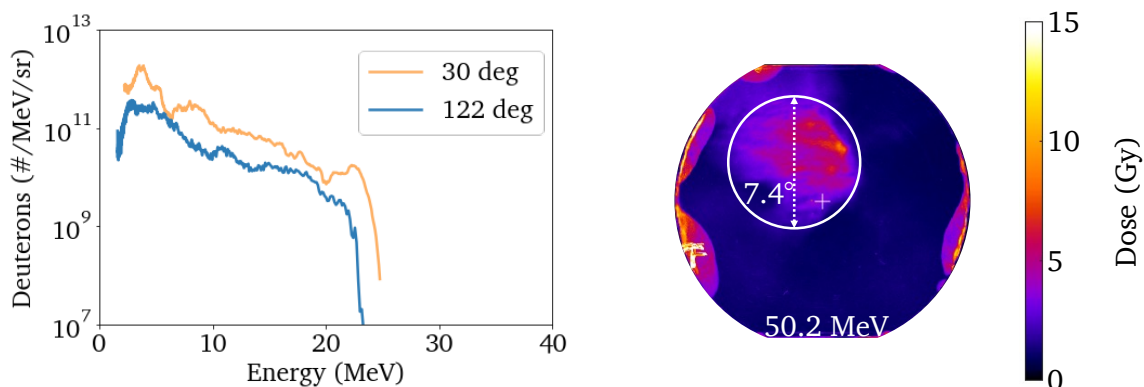 Deuterons (#/MeV/sr)
10^13
10^11
10^9
10^7
30 deg
122 deg
0
10
20
30
40
Energy (MeV)
7.4°
F
50.2 MeV
15
10
5
0
Dose (Gy)